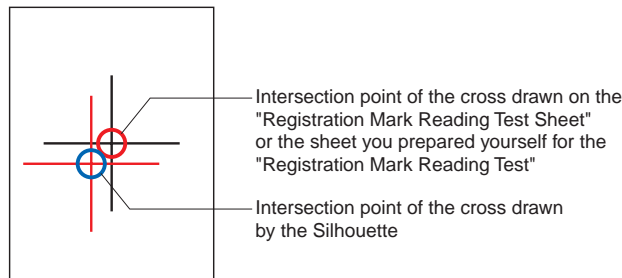 Intersection point of the cross drawn on the
"Registration Mark Reading Test Sheet"
or the sheet you prepared yourself for the
"Registration Mark Reading Test"
Intersection point of the cross drawn
by the Silhouette